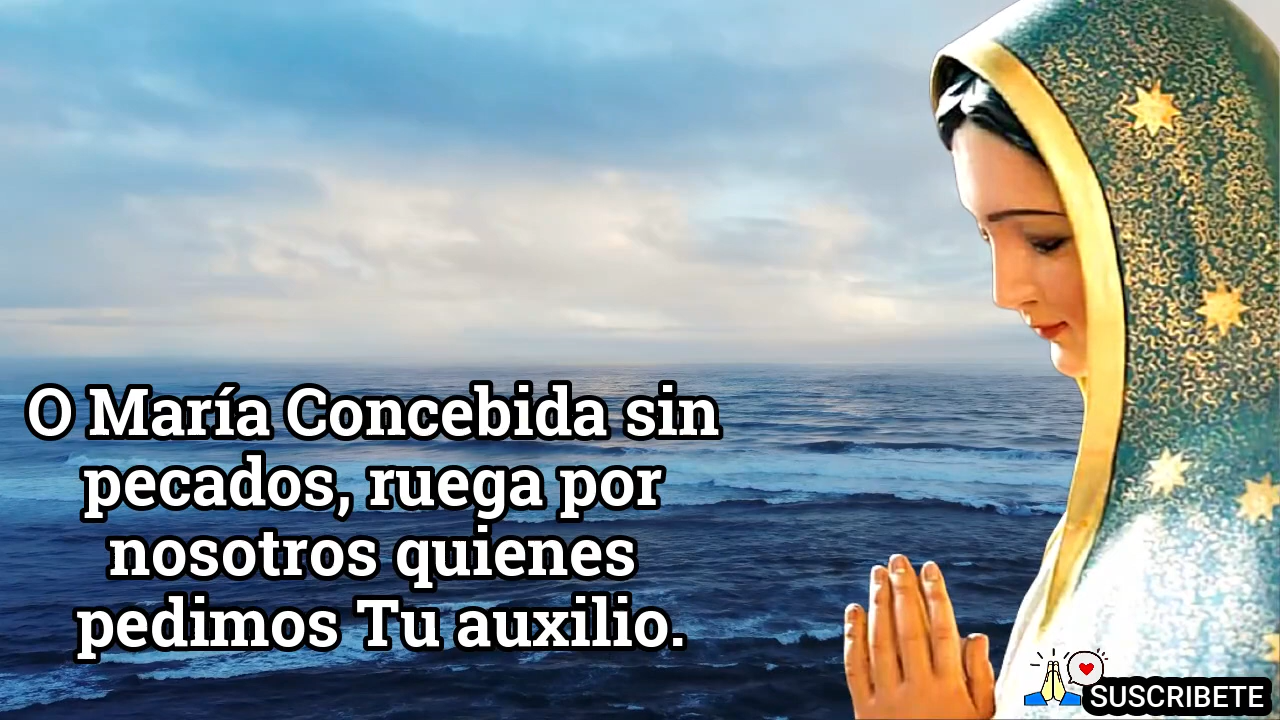 O María Concebida sin
pecados, ruega por
nosotros quienes
pedimos Tu auxilio.
SUSCRIBETE